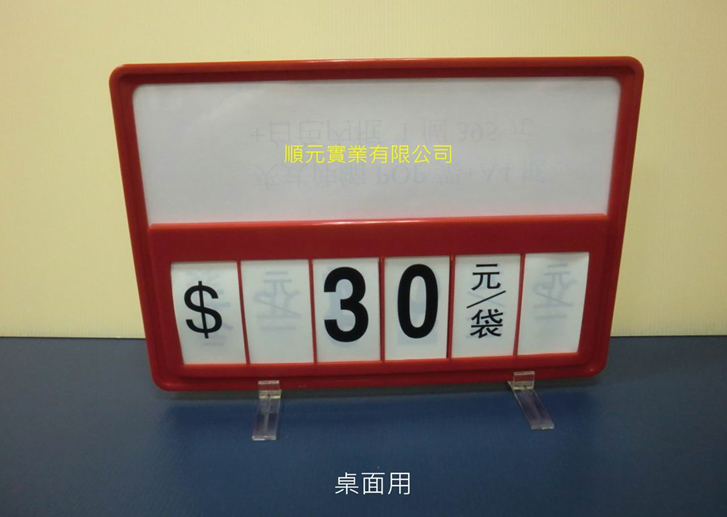 順元實業有限公司
$ 30 元/袋
桌面用